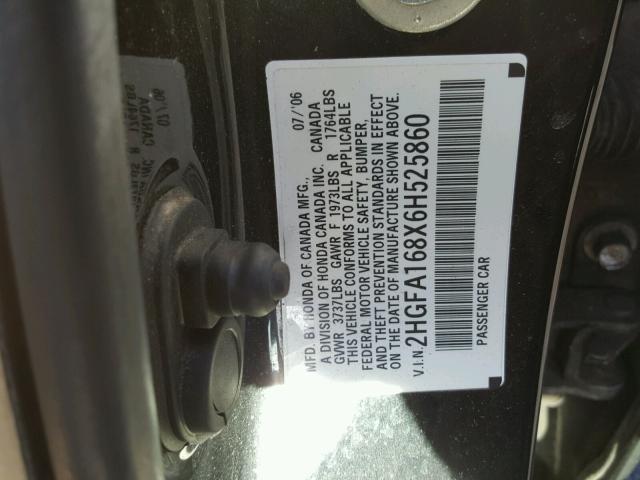 MFD. BY HONDA OF CANADA MFG., 07/'06
A DIVISION OF HONDA CANADA INC. CANADA
GVWR 3737LBS GAWR F 1973LBS R 1764LBS
THIS VEHICLE CONFORMS TO ALL APPLICABLE
FEDERAL MOTOR VEHICLE SAFETY, BUMPER,
AND THEFT PREVENTION STANDARDS IN EFFECT
ON THE DATE OF MANUFACTURE SHOWN ABOVE.
V.I.N. 2HGFA168X6H525860
PASSENGER CAR